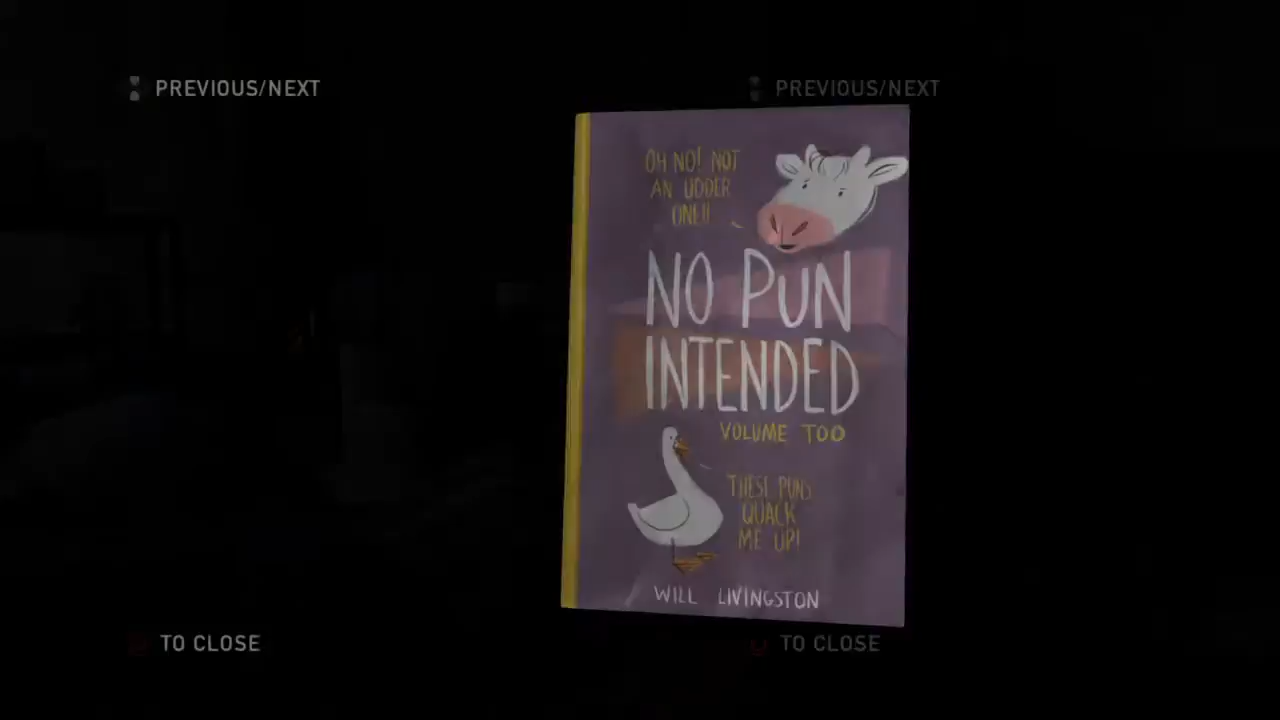 PREVIOUS/NEXT
PREVIOUS/NEXT
OH NO! NOT
AN UDDER
ONE!!
NO PUN
INTENDED
VOLUME TOO
THESE PUNS
QUACK
ME UP!
WILL LIVINGSTON
TO CLOSE
TO CLOSE